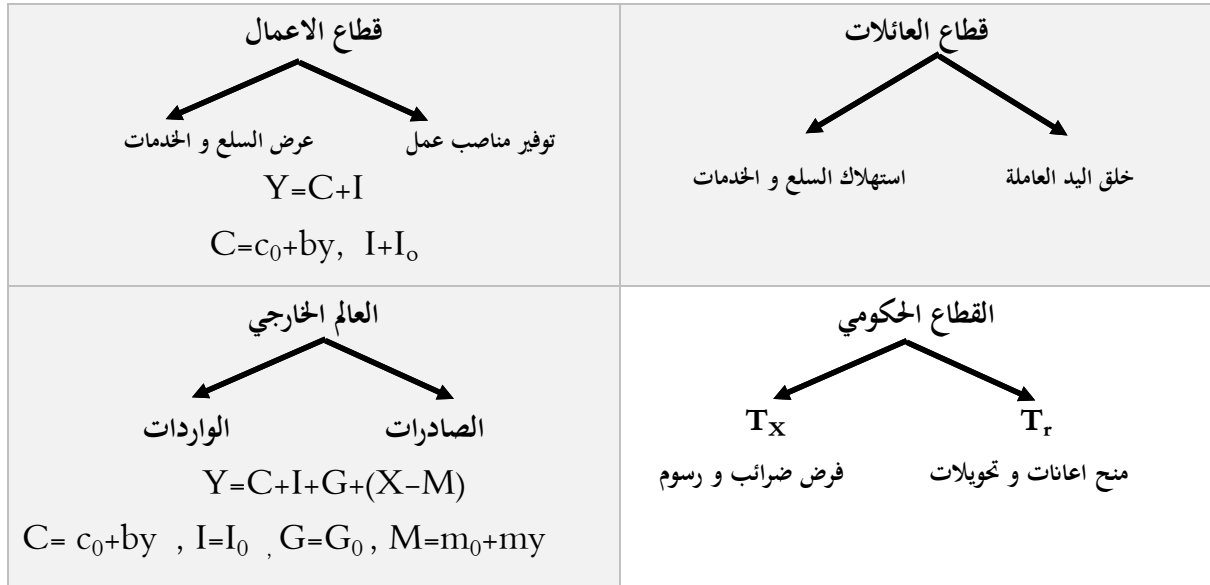 قطاع العائلات
خلق اليد العاملة
استهلاك السلع و الخدمات
قطاع الاعمال
توفير مناصب عمل
عرض السلع و الخدمات
Y=C+I
C=c₀+by, I+Iₒ
القطاع الحكومي
Tᵣ
Tₓ
منح اعانات و تحويلات
فرض ضرائب و رسوم
العالم الخارجي
الصادرات
الواردات
Y=C+I+G+(X-M)
C= c₀+by , I=I₀ , G=G₀ , M=m₀+my